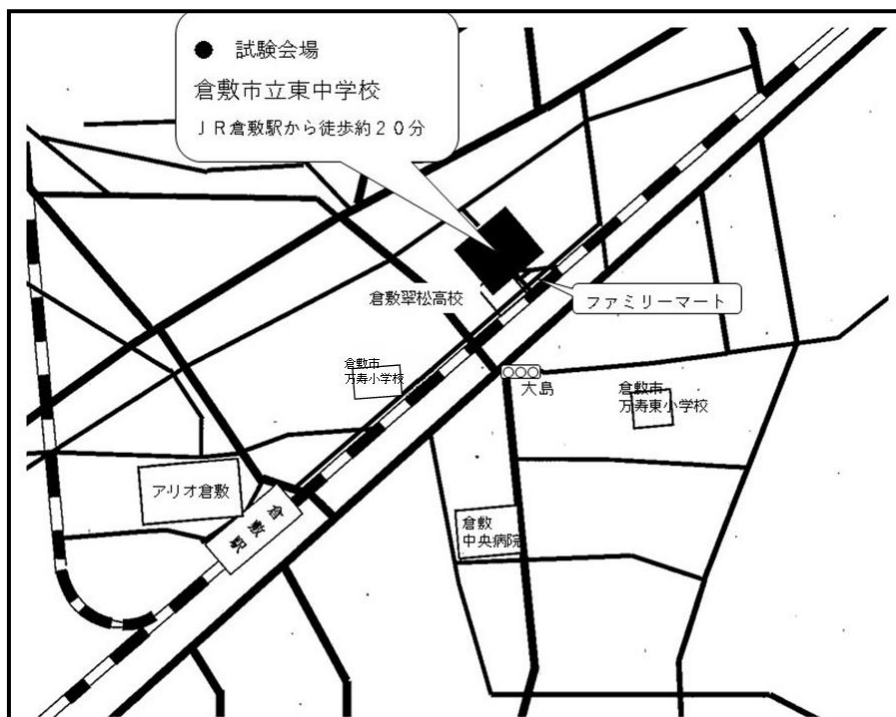 ● 試験会場
倉敷市立東中学校
ＪＲ倉敷駅から徒歩約２０分
倉敷翠松高校
ファミリーマート
倉敷市
万寿小学校
大島
倉敷市
万寿東小学校
アリオ倉敷
倉敷駅
倉敷
中央病院